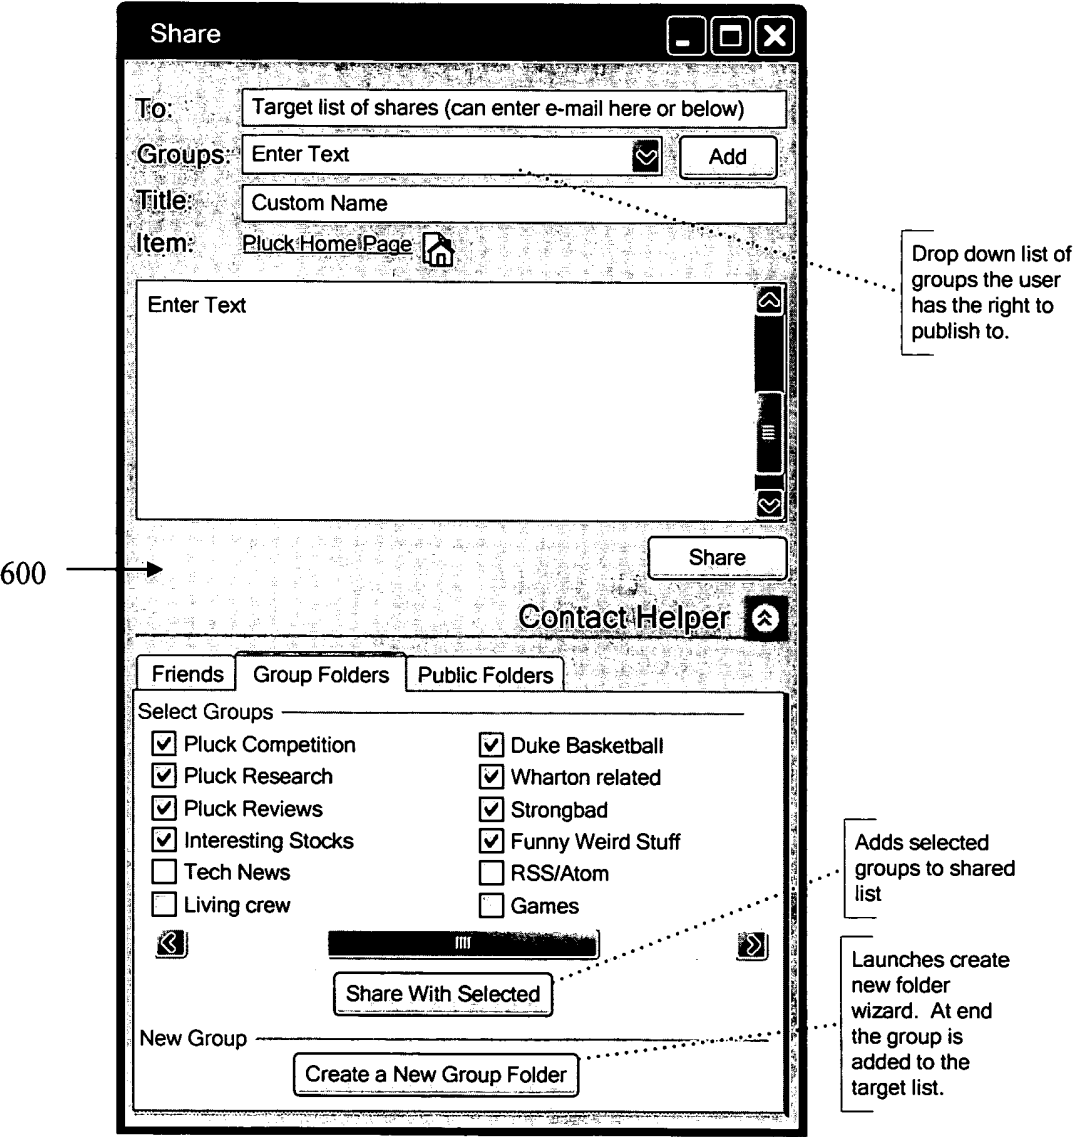 Share
To: Target list of shares (can enter e-mail here or below)
Groups: Enter Text Add
Title: Custom Name
Item: Pluck Home Page
Drop down list of
groups the user
has the right to
publish to.
Enter Text
Share
600
Contact Helper
Friends Group Folders Public Folders
Select Groups
Pluck Competition Duke Basketball
Pluck Research Wharton related
Pluck Reviews Strongbad
Interesting Stocks Funny Weird Stuff
Tech News RSS/Atom
Living crew Games
Adds selected
groups to shared
list
Share With Selected
Launches create
new folder
wizard. At end
the group is
added to the
target list.
New Group
Create a New Group Folder